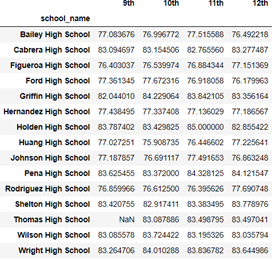 9th 10th 11th 12th
school_name
Bailey High School 77.083676 76.996772 77.515588 76.492218
Cabrera High School 83.094697 83.154506 82.765560 83.277487
Figueroa High School 76.403037 76.539974 76.884344 77.151369
Ford High School 77.361345 77.672316 76.918058 76.179963
Griffin High School 82.044010 84.229064 83.842105 83.356164
Hernandez High School 77.438495 77.337408 77.136029 77.186567
Holden High School 83.787402 83.429825 85.000000 82.855422
Huang High School 77.027251 75.908735 76.446602 77.225641
Johnson High School 77.187857 76.691117 77.491653 76.863248
Pena High School 83.625455 83.372000 84.328125 84.121547
Rodriguez High School 76.859966 76.612500 76.395626 77.690748
Shelton High School 83.420755 82.917411 83.383495 83.778976
Thomas High School NaN 83.087886 83.498795 83.497041
Wilson High School 83.085578 83.724422 83.195326 83.035794
Wright High School 83.264706 84.010288 83.836782 83.644986